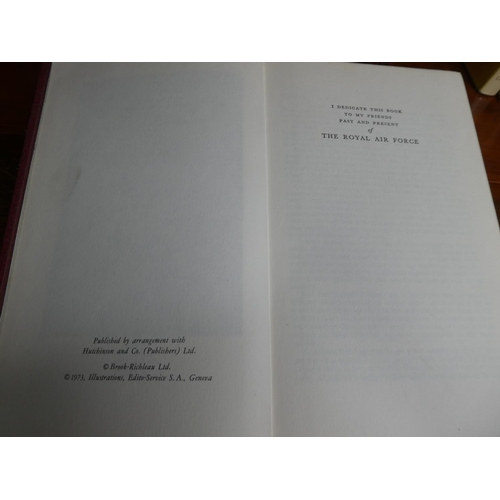 Published by arrangement with
Hutchinson and Co. (Publishers) Ltd.
© Brook-Richleau Ltd.
© 1975, Illustrations, Edito-Service S.A., Geneva
I DEDICATE THIS BOOK
TO MY FRIENDS
PAST AND PRESENT
of
THE ROYAL AIR FORCE